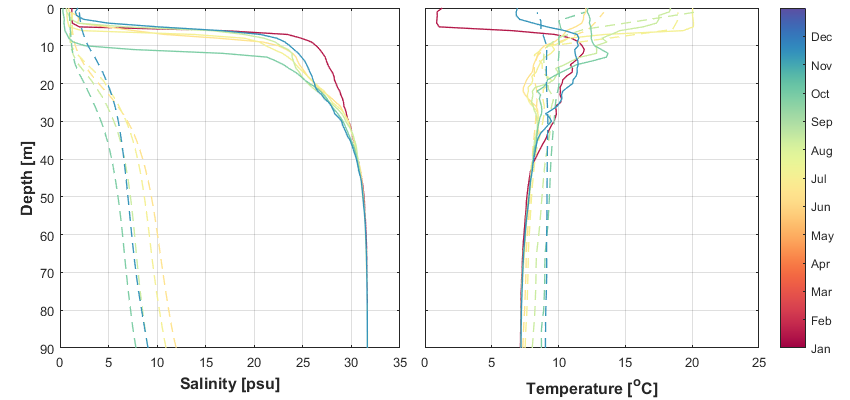 0
10
20
30
40
50
60
70
80
90
Depth [m]
0 5 10 15 20 25 30 35
Salinity [psu]
0 5 10 15 20 25
Temperature [°C]
Dec
Nov
Oct
Sep
Aug
Jul
Jun
May
Apr
Mar
Feb
Jan